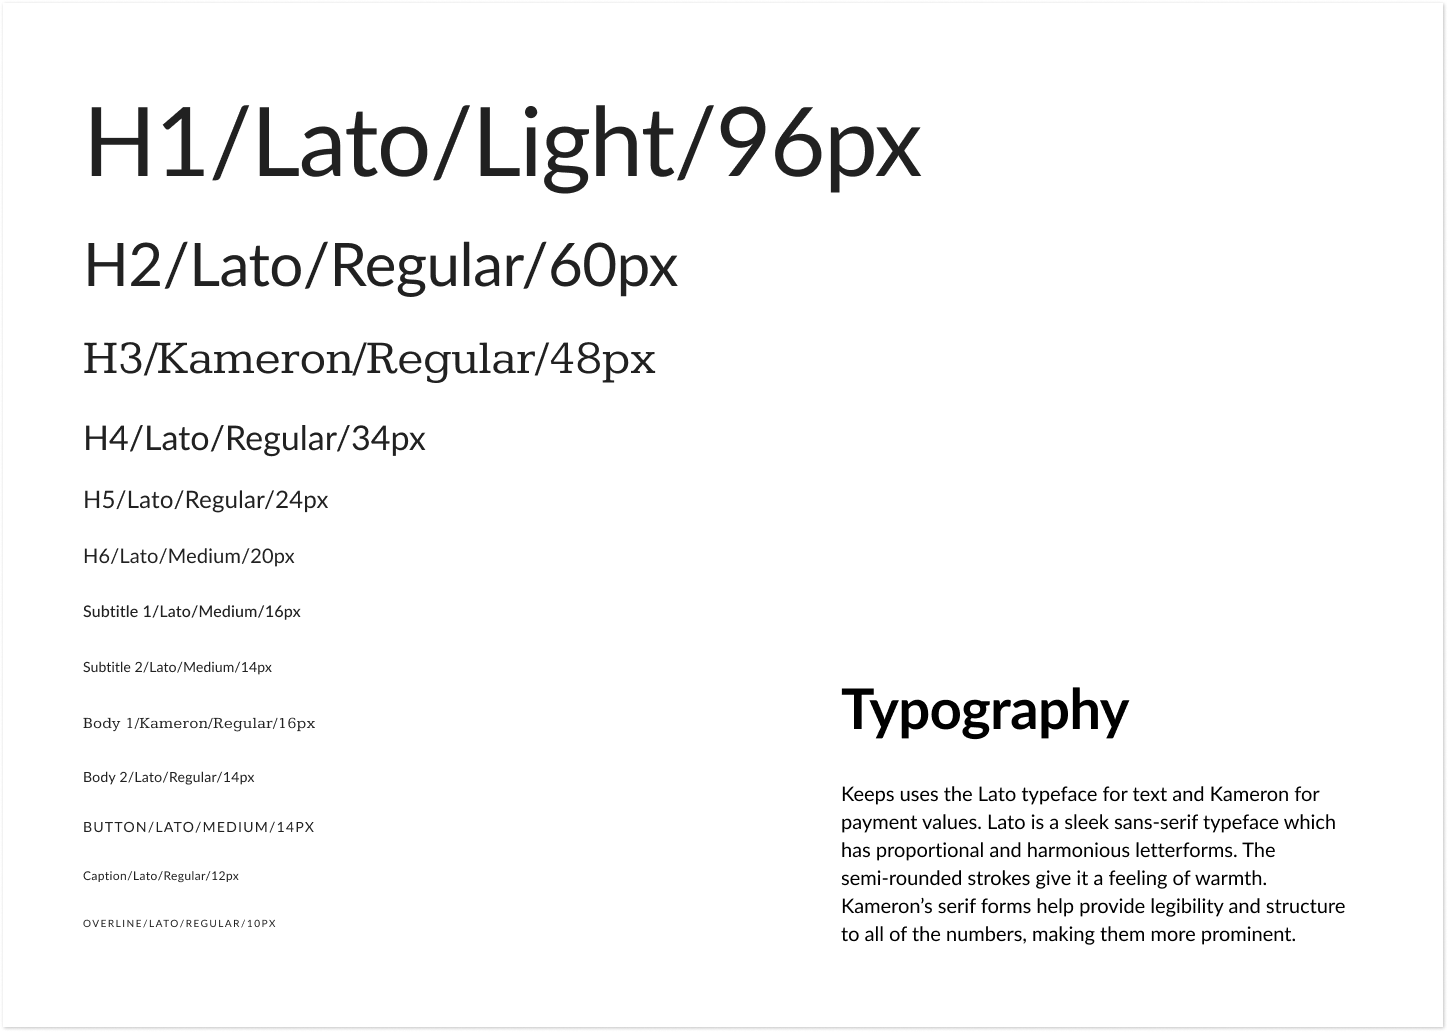 H1/Lato/Light/96px
H2/Lato/Regular/60px
H3/Kameron/Regular/48px
H4/Lato/Regular/34px
H5/Lato/Regular/24px
H6/Lato/Medium/20px
Subtitle 1/Lato/Medium/16px
Subtitle 2/Lato/Medium/14px
Body 1/Kameron/Regular/16px
Body 2/Lato/Regular/14px
BUTTON/LATO/MEDIUM/14PX
Caption/Lato/Regular/12px
OVERLINE/LATO/REGULAR/10PX
Typography
Keeps uses the Lato typeface for text and Kameron for
payment values. Lato is a sleek sans-serif typeface which
has proportional and harmonious letterforms. The
semi-rounded strokes give it a feeling of warmth.
Kameron’s serif forms help provide legibility and structure
to all of the numbers, making them more prominent.